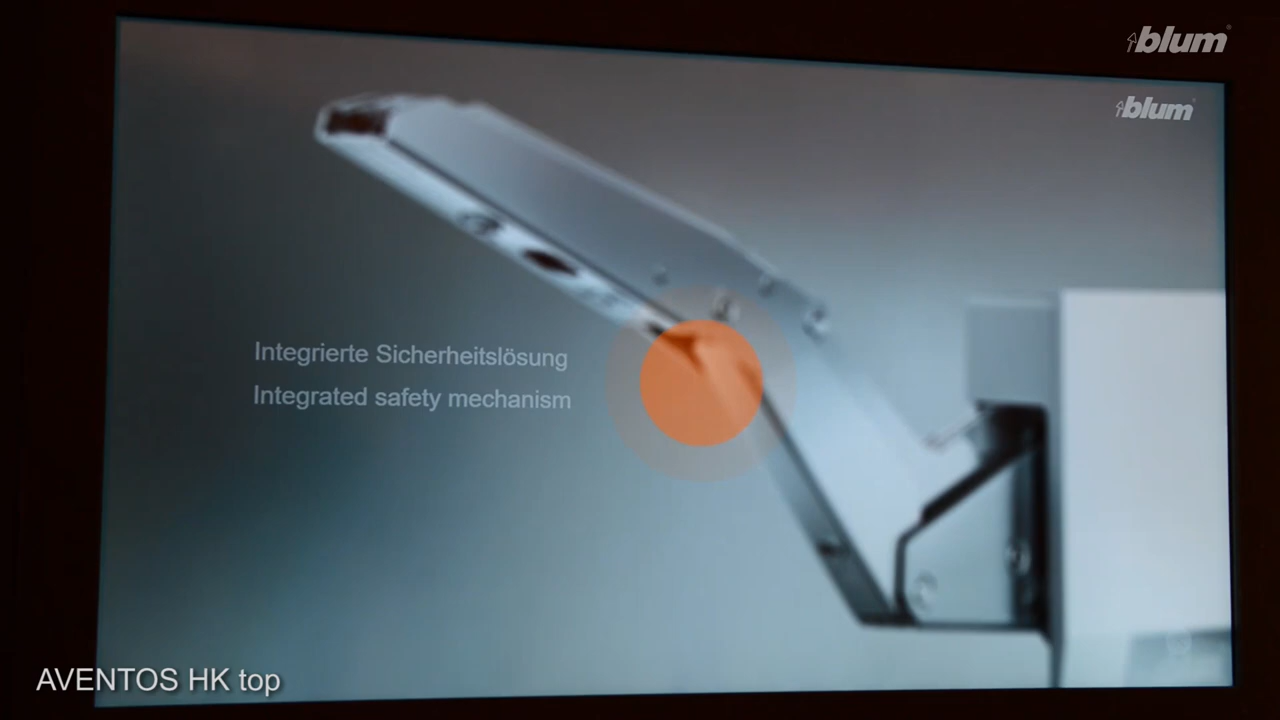 blum
blum
Integrierte Sicherheitslösung
Integrated safety mechanism
AVENTOS HK top